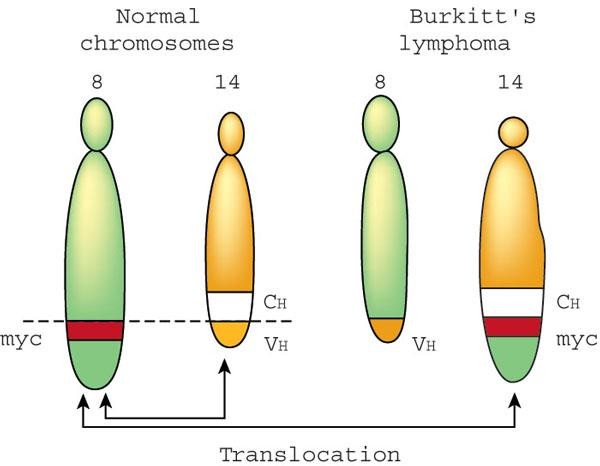 Normal
chromosomes
Burkitt's
lymphoma
8
14
8
14
CH
myc
VH
VH
CH
myc
Translocation